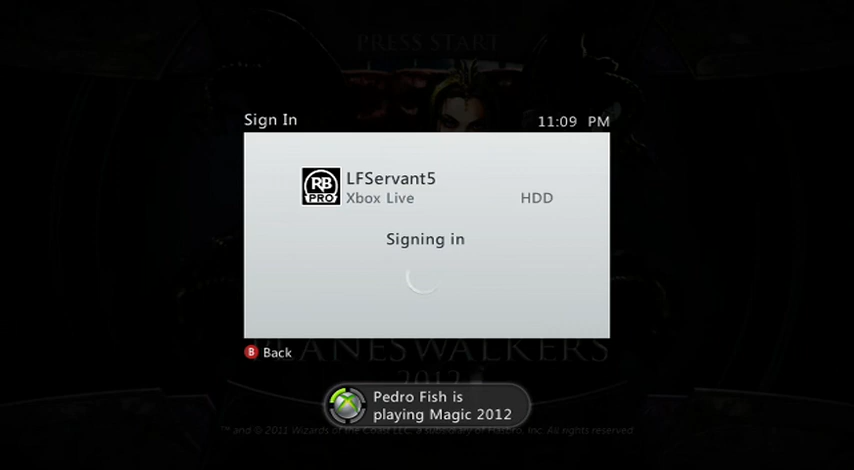 PRESS START
Sign In
11:09 PM
RB
PRO
LFServant5
Xbox Live
HDD
Signing in
B Back
PLANESWALKERS
2012
Pedro Fish is
playing Magic 2012
™ and © 2011 Wizards of the Coast LLC, a subsidiary of Hasbro, Inc. All rights reserved.